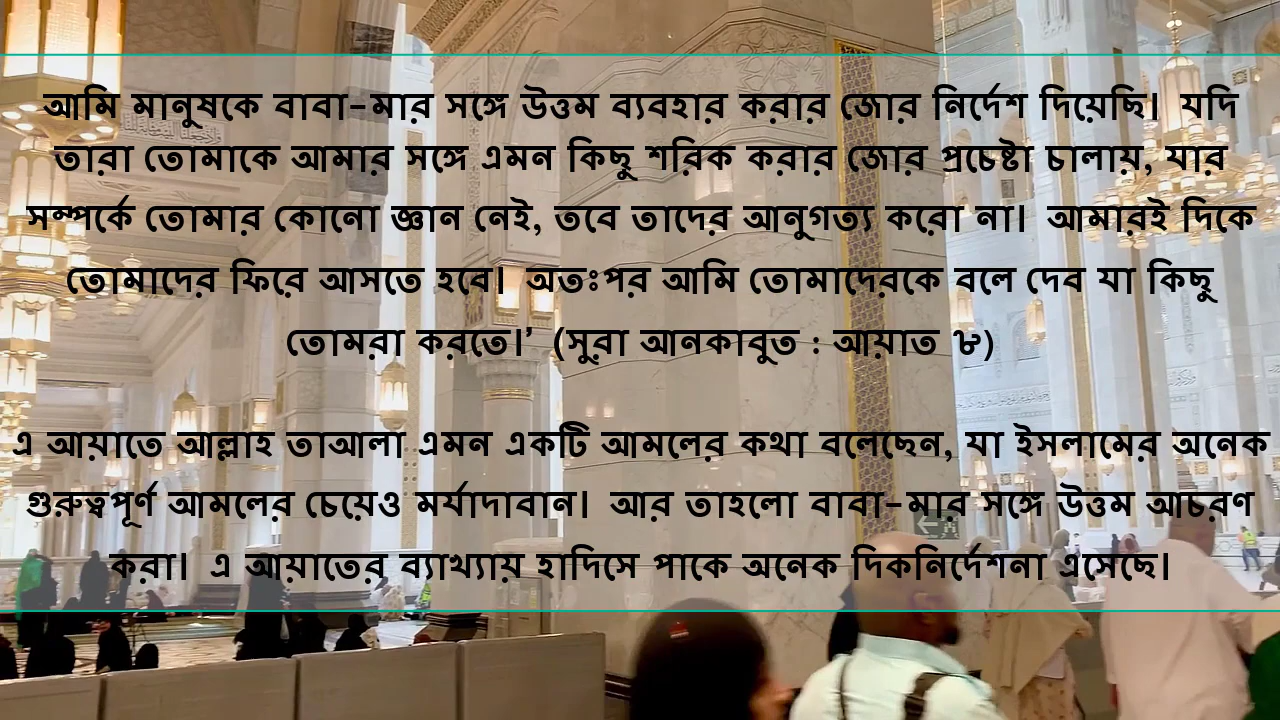 আমি মানুষকে বাবা-মার সঙ্গে উত্তম ব্যবহার করার জোর নির্দেশ দিয়েছি। যদি
তারা তোমাকে আমার সঙ্গে এমন কিছু শরিক করার জোর প্রচেষ্টা চালায়, যার
সম্পর্কে তোমার কোনো জ্ঞান নেই, তবে তাদের আনুগত্য করো না। আমারই দিকে
তোমাদের ফিরে আসতে হবে। অতঃপর আমি তোমাদেরকে বলে দেব যা কিছু
তোমরা করতে।’ (সুরা আনকাবুত : আয়াত ৮)
এ আয়াতে আল্লাহ তাআলা এমন একটি আমলের কথা বলেছেন, যা ইসলামের অনেক
গুরুত্বপূর্ণ আমলের চেয়েও মর্যাদাবান। আর তাহলো বাবা-মার সঙ্গে উত্তম আচরণ
করা। এ আয়াতের ব্যাখ্যায় হাদিসে পাকে অনেক দিকনির্দেশনা এসেছে।